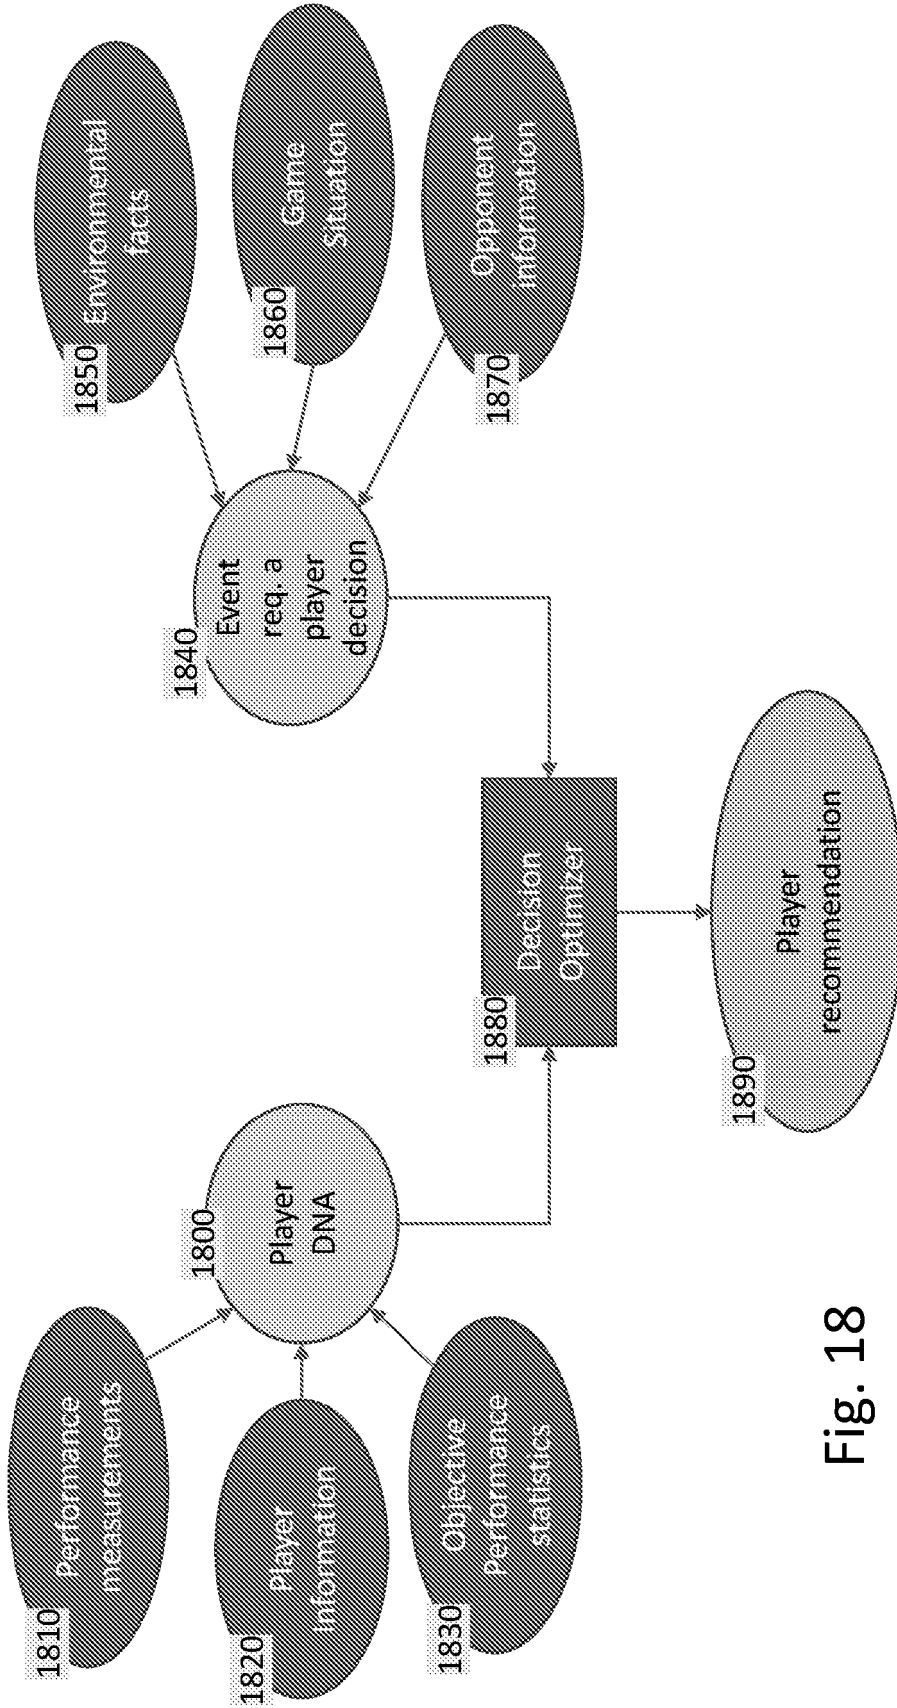 1810
Performance
measurements
1820
Player
information
1830
Objective
Performance
statistics
1800
Player
DNA
1840
Event
req. a
player
decision
1850
Environmental
facts
1860
Game
Situation
1870
Opponent
information
1880
Decision
Optimizer
1890
Player
recommendation
Fig. 18